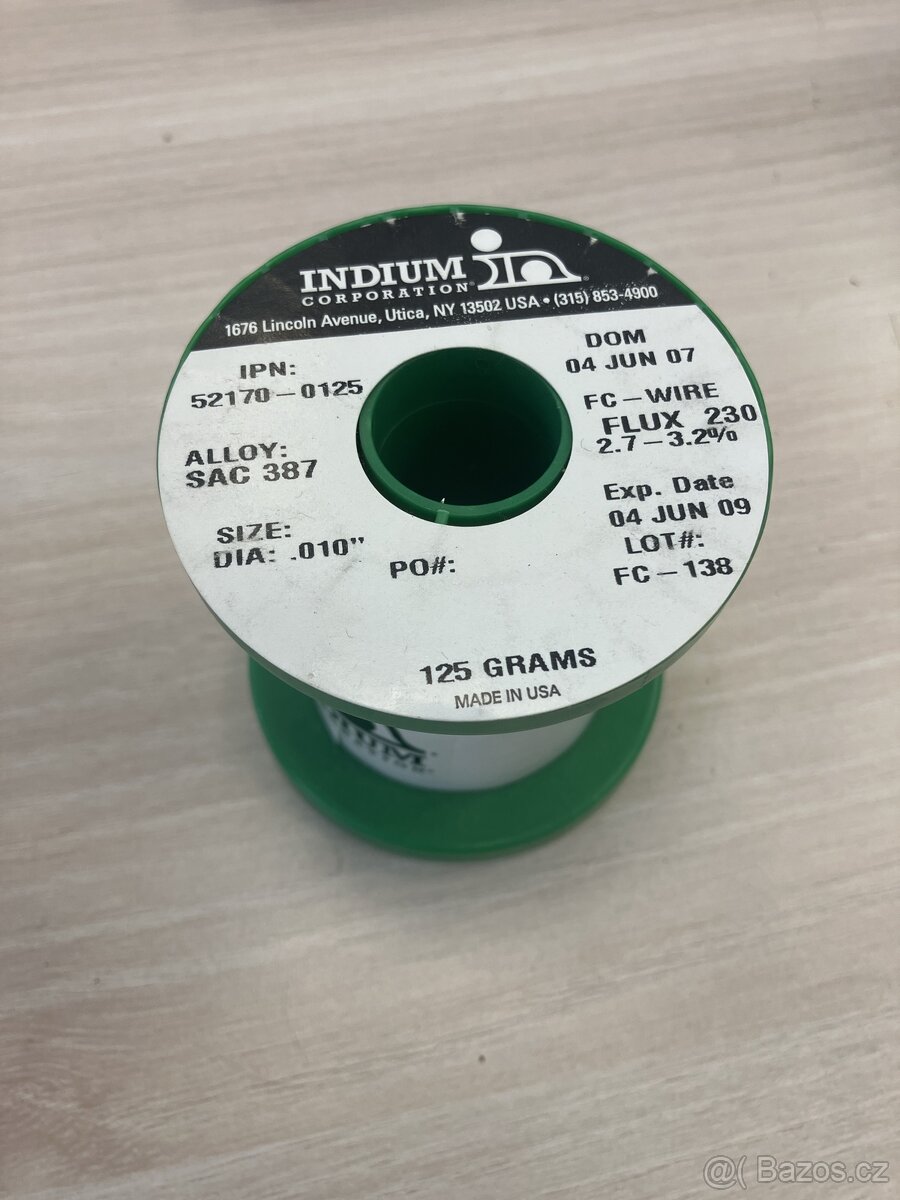 INDIUM
CORPORATION®
1676 Lincoln Avenue, Utica, NY 13502 USA • (315) 853-4900
IPN:
52170-0125
ALLOY:
SAC 387
SIZE:
DIA: .010"
PO#:
DOM
04 JUN 07
FC-WIRE
FLUX 230
2.7-3.2%
Exp. Date
04 JUN 09
LOT#:
FC-138
125 GRAMS
MADE IN USA
@( Bazos.cz